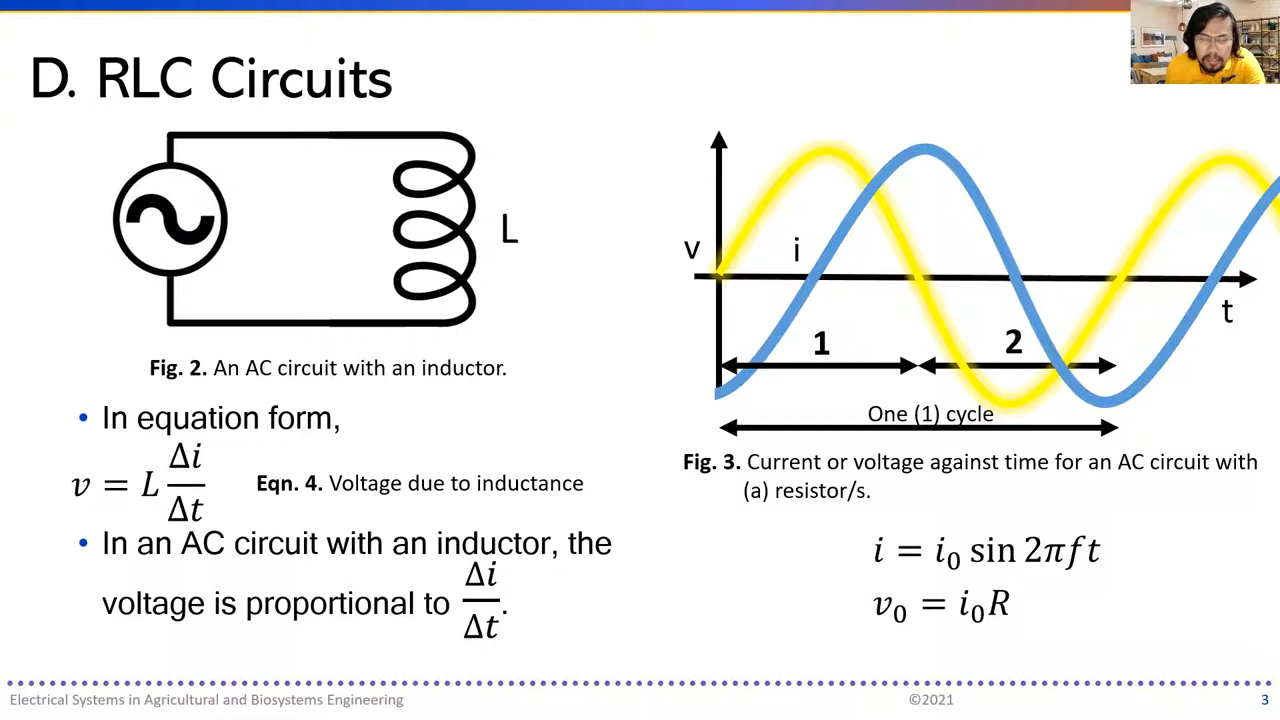 D. RLC Circuits
L
Fig. 2. An AC circuit with an inductor.
• In equation form,
v = L Δi/Δt    Eqn. 4. Voltage due to inductance
• In an AC circuit with an inductor, the
voltage is proportional to Δi/Δt.
v
i
t
1
2
One (1) cycle
Fig. 3. Current or voltage against time for an AC circuit with
(a) resistor/s.
i = i₀ sin 2πft
v₀ = i₀R
Electrical Systems in Agricultural and Biosystems Engineering
©2021
3